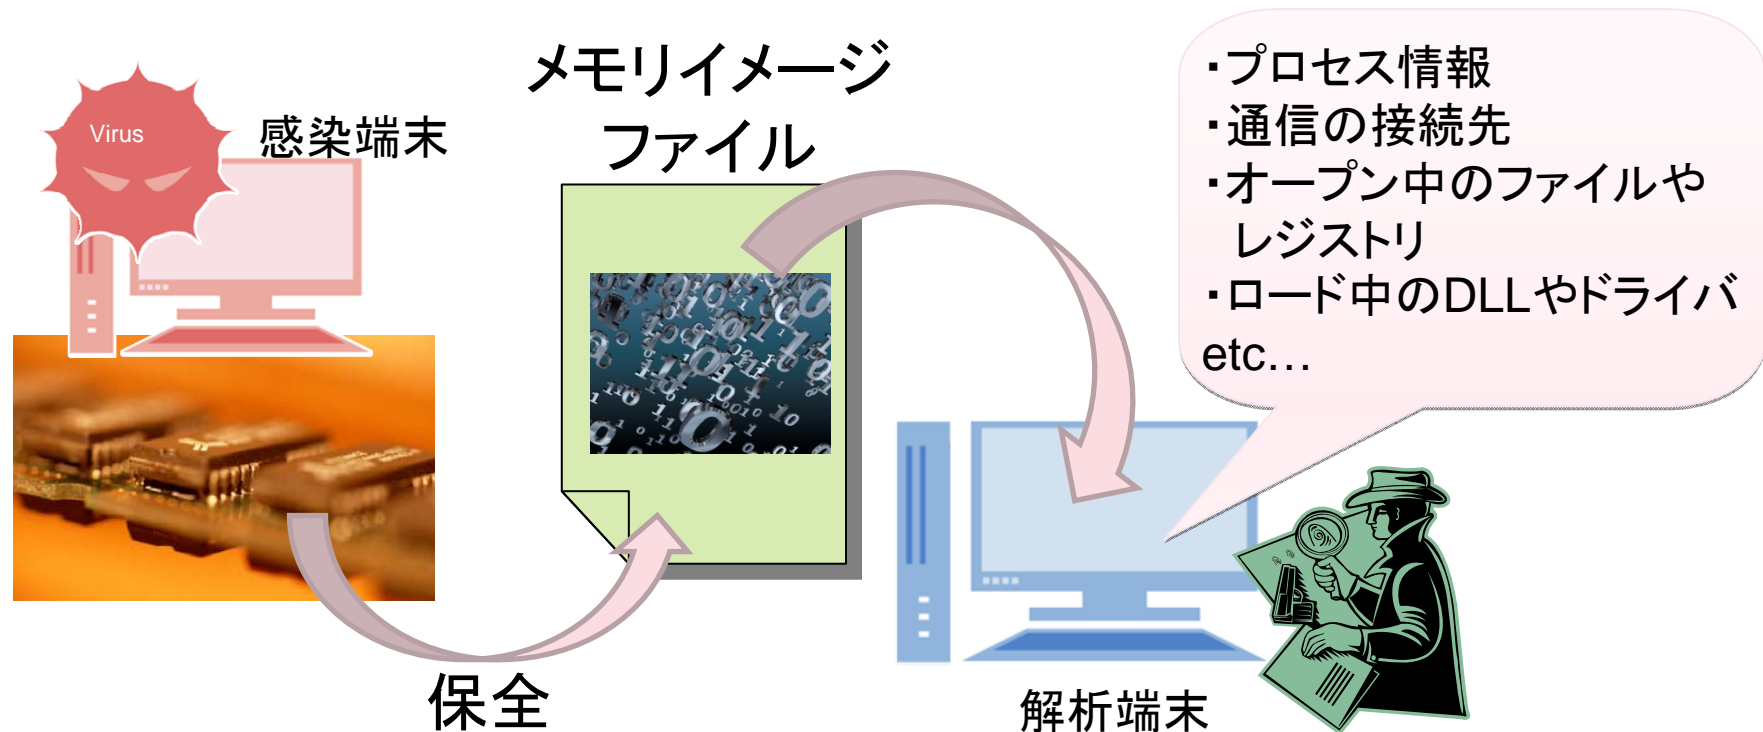 Virus
感染端末
メモリイメージ
ファイル
・プロセス情報
・通信の接続先
・オープン中のファイルや
レジストリ
・ロード中のDLLやドライバ
etc…
保全
解析端末